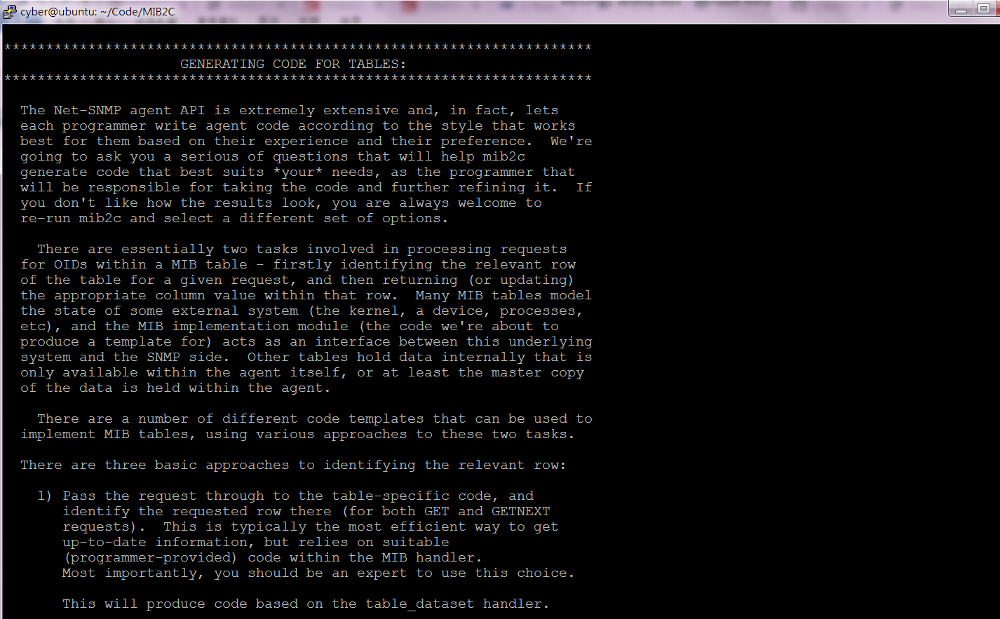 cyber@ubuntu: ~/Code/MIB2C
**********************************************************************
GENERATING CODE FOR TABLES:
**********************************************************************
The Net-SNMP agent API is extremely extensive and, in fact, lets
each programmer write agent code according to the style that works
best for them based on their experience and their preference.  We're
going to ask you a serious of questions that will help mib2c
generate code that best suits *your* needs, as the programmer that
will be responsible for taking the code and further refining it.  If
you don't like how the results look, you are always welcome to
re-run mib2c and select a different set of options.
There are essentially two tasks involved in processing requests
for OIDs within a MIB table - firstly identifying the relevant row
of the table for a given request, and then returning (or updating)
the appropriate column value within that row.  Many MIB tables model
the state of some external system (the kernel, a device, processes,
etc), and the MIB implementation module (the code we're about to
produce a template for) acts as an interface between this underlying
system and the SNMP side.  Other tables hold data internally that is
only available within the agent itself, or at least the master copy
of the data is held within the agent.
There are a number of different code templates that can be used to
implement MIB tables, using various approaches to these two tasks.
There are three basic approaches to identifying the relevant row:
1) Pass the request through to the table-specific code, and
identify the requested row there (for both GET and GETNEXT
requests).  This is typically the most efficient way to get
up-to-date information, but relies on suitable
(programmer-provided) code within the MIB handler.
Most importantly, you should be an expert to use this choice.
This will produce code based on the table_dataset handler.